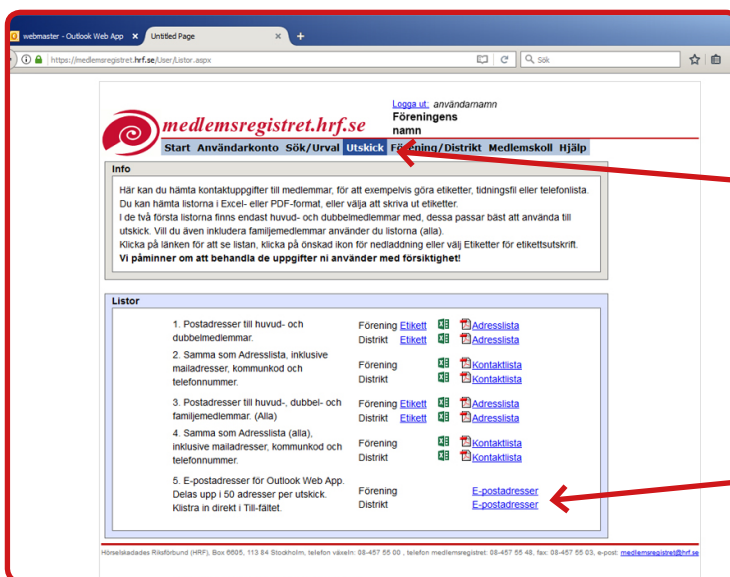 webmaster - Outlook Web App
Untitled Page
https://medlemsregistret.hrf.se/User/Listor.aspx
Sök
Logga ut: användarnamn
Föreningens
namn
medlemsregistret.hrf.se
Start Användarkonto Sök/Urval Utskick Förening/Distrikt Medlemskoll Hjälp
Info
Här kan du hämta kontaktuppgifter till medlemmar, för att exempelvis göra etiketter, tidningsfil eller telefonlista.
Du kan hämta listorna i Excel- eller PDF-format, eller välja att skriva ut etiketter.
I de två första listorna finns endast huvud- och dubbelmedlemmar med, dessa passar bäst att använda till
utskick. Vill du även inkludera familjemedlemmar använder du listorna (alla).
Klicka på länken för att se listan, klicka på önskad ikon för nedladdning eller välj Etiketter för etikettsutskrift.
Vi påminner om att behandla de uppgifter ni använder med försiktighet!
Listor
1. Postadresser till huvud- och
dubbelmedlemmar.
Förening Etikett Adresslista
Distrikt Etikett Adresslista
2. Samma som Adresslista, inklusive
mailadresser, kommunkod och
telefonnummer.
Förening Kontaktlista
Distrikt Kontaktlista
3. Postadresser till huvud-, dubbel- och
familjemedlemmar. (Alla)
Förening Etikett Adresslista
Distrikt Etikett Adresslista
4. Samma som Adresslista (alla),
inklusive mailadresser, kommunkod och
telefonnummer.
Förening Kontaktlista
Distrikt Kontaktlista
5. E-postadresser för Outlook Web App.
Delas upp i 50 adresser per utskick.
Klistra in direkt i Till-fältet.
Förening E-postadresser
Distrikt E-postadresser
Hörselskadades Riksförbund (HRF), Box 6605, 113 84 Stockholm, telefon växeln: 08-457 55 00 , telefon medlemsregistret: 08-457 55 48, fax: 08-457 55 03, e-post: medlemsregistret@hrf.se